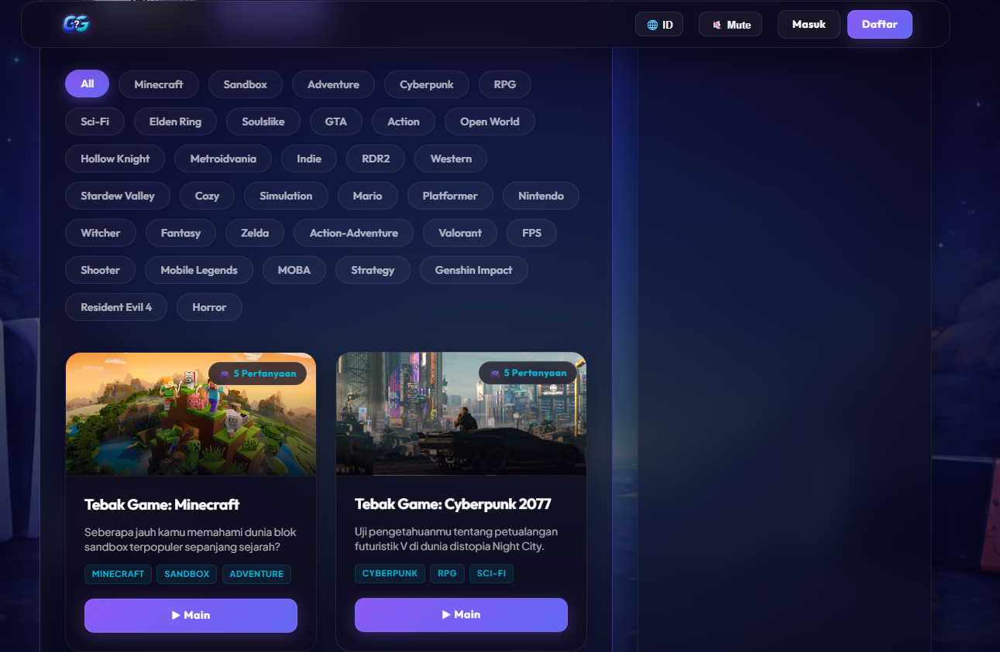 G?G
ID
Mute
Masuk
Daftar
All
Minecraft
Sandbox
Adventure
Cyberpunk
RPG
Sci-Fi
Elden Ring
Soulslike
GTA
Action
Open World
Hollow Knight
Metroidvania
Indie
RDR2
Western
Stardew Valley
Cozy
Simulation
Mario
Platformer
Nintendo
Witcher
Fantasy
Zelda
Action-Adventure
Valorant
FPS
Shooter
Mobile Legends
MOBA
Strategy
Genshin Impact
Resident Evil 4
Horror
5 Pertanyaan
Tebak Game: Minecraft
Seberapa jauh kamu memahami dunia blok
sandbox terpopuler sepanjang sejarah?
MINECRAFT
SANDBOX
ADVENTURE
▶ Main
5 Pertanyaan
Tebak Game: Cyberpunk 2077
Uji pengetahuanmu tentang petualangan
futuristik V di dunia distopia Night City.
CYBERPUNK
RPG
SCI-FI
▶ Main